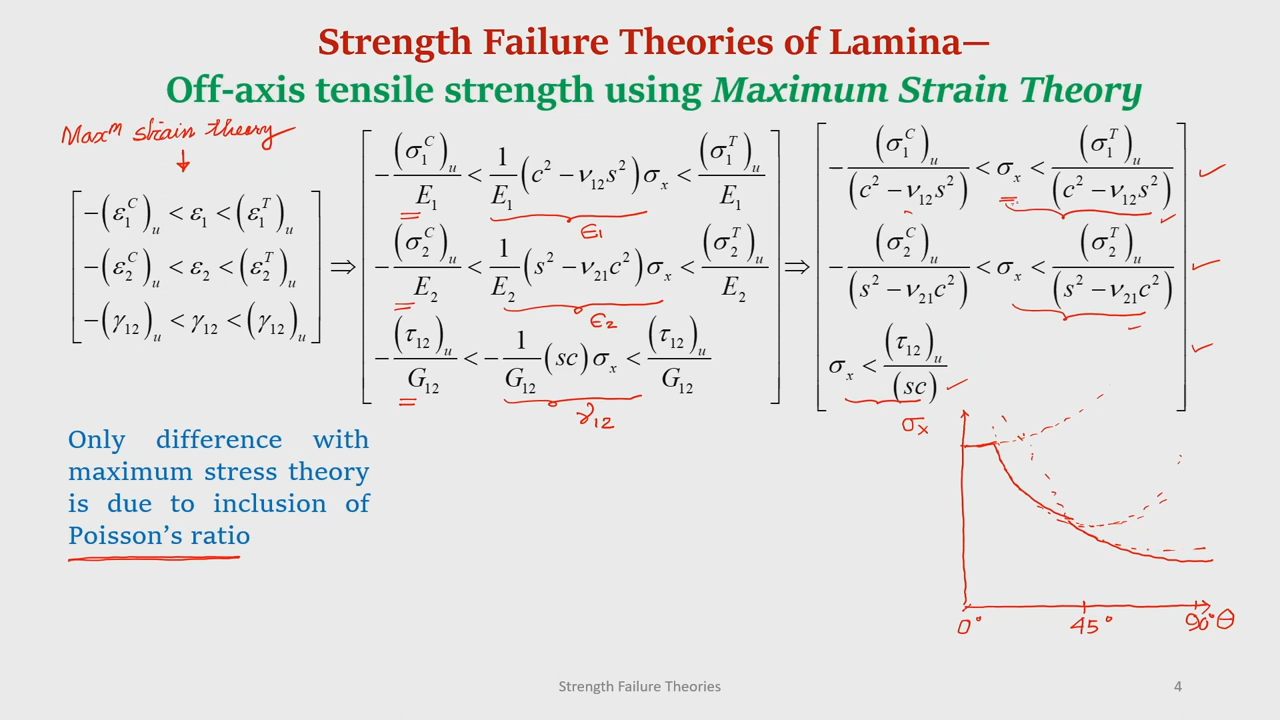 Strength Failure Theories of Lamina—
Off-axis tensile strength using Maximum Strain Theory
Maxᵐ strain theory
−(ε₁ᶜ)ᵤ < ε₁ < (ε₁ᵀ)ᵤ
−(ε₂ᶜ)ᵤ < ε₂ < (ε₂ᵀ)ᵤ
−(γ₁₂)ᵤ < γ₁₂ < (γ₁₂)ᵤ
⇒
−(σ₁ᶜ)ᵤ/E₁ < 1/E₁ (c² − ν₁₂s²)σₓ < (σ₁ᵀ)ᵤ/E₁
ϵ₁
−(σ₂ᶜ)ᵤ/E₂ < 1/E₂ (s² − ν₂₁c²)σₓ < (σ₂ᵀ)ᵤ/E₂
ϵ₂
−(τ₁₂)ᵤ/G₁₂ < −1/G₁₂ (sc)σₓ < (τ₁₂)ᵤ/G₁₂
γ₁₂
⇒
−(σ₁ᶜ)ᵤ/(c² − ν₁₂s²) < σₓ < (σ₁ᵀ)ᵤ/(c² − ν₁₂s²)
−(σ₂ᶜ)ᵤ/(s² − ν₂₁c²) < σₓ < (σ₂ᵀ)ᵤ/(s² − ν₂₁c²)
σₓ < (τ₁₂)ᵤ/(sc)
Only difference with
maximum stress theory
is due to inclusion of
Poisson's ratio
σₓ
0° 45° 90° θ
Strength Failure Theories 4